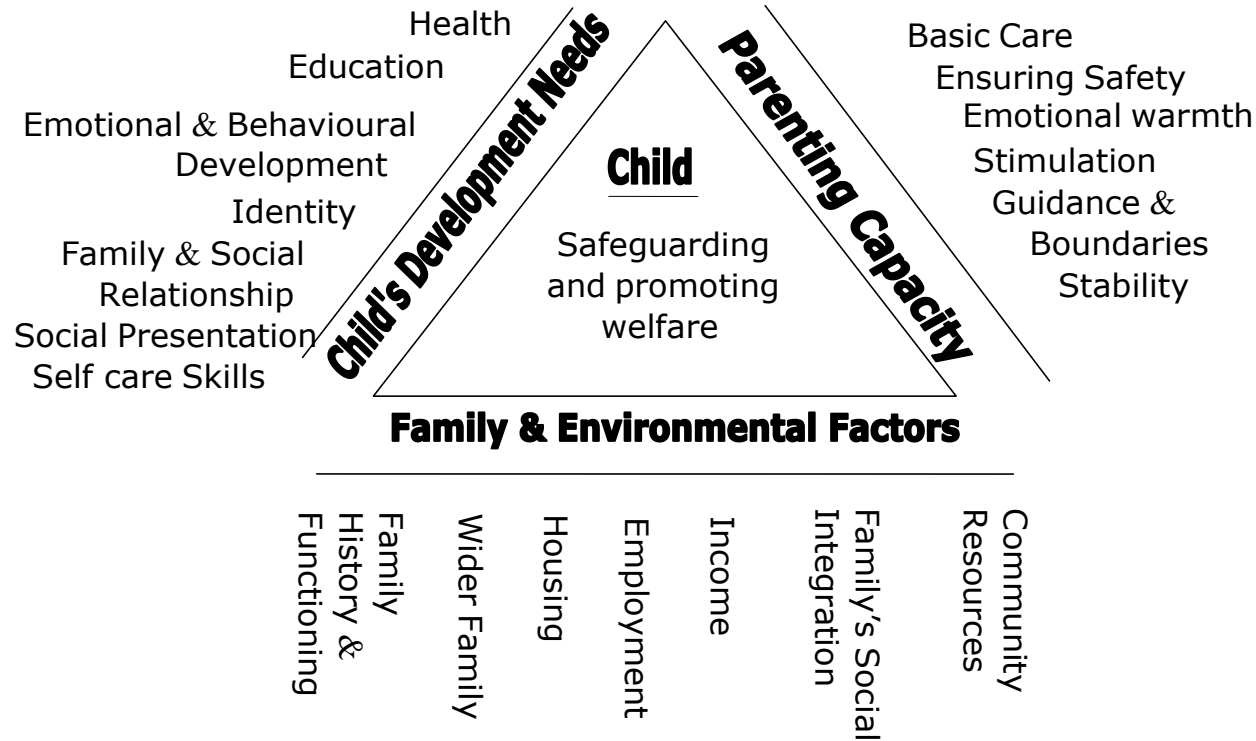 Health
Education
Emotional & Behavioural
Development
Identity
Family & Social
Relationship
Social Presentation
Self care Skills
Child's Development Needs
Child
Safeguarding
and promoting
welfare
Parenting Capacity
Basic Care
Ensuring Safety
Emotional warmth
Stimulation
Guidance &
Boundaries
Stability
Family & Environmental Factors
Family
History &
Functioning
Wider Family
Housing
Employment
Income
Family’s Social
Integration
Community
Resources